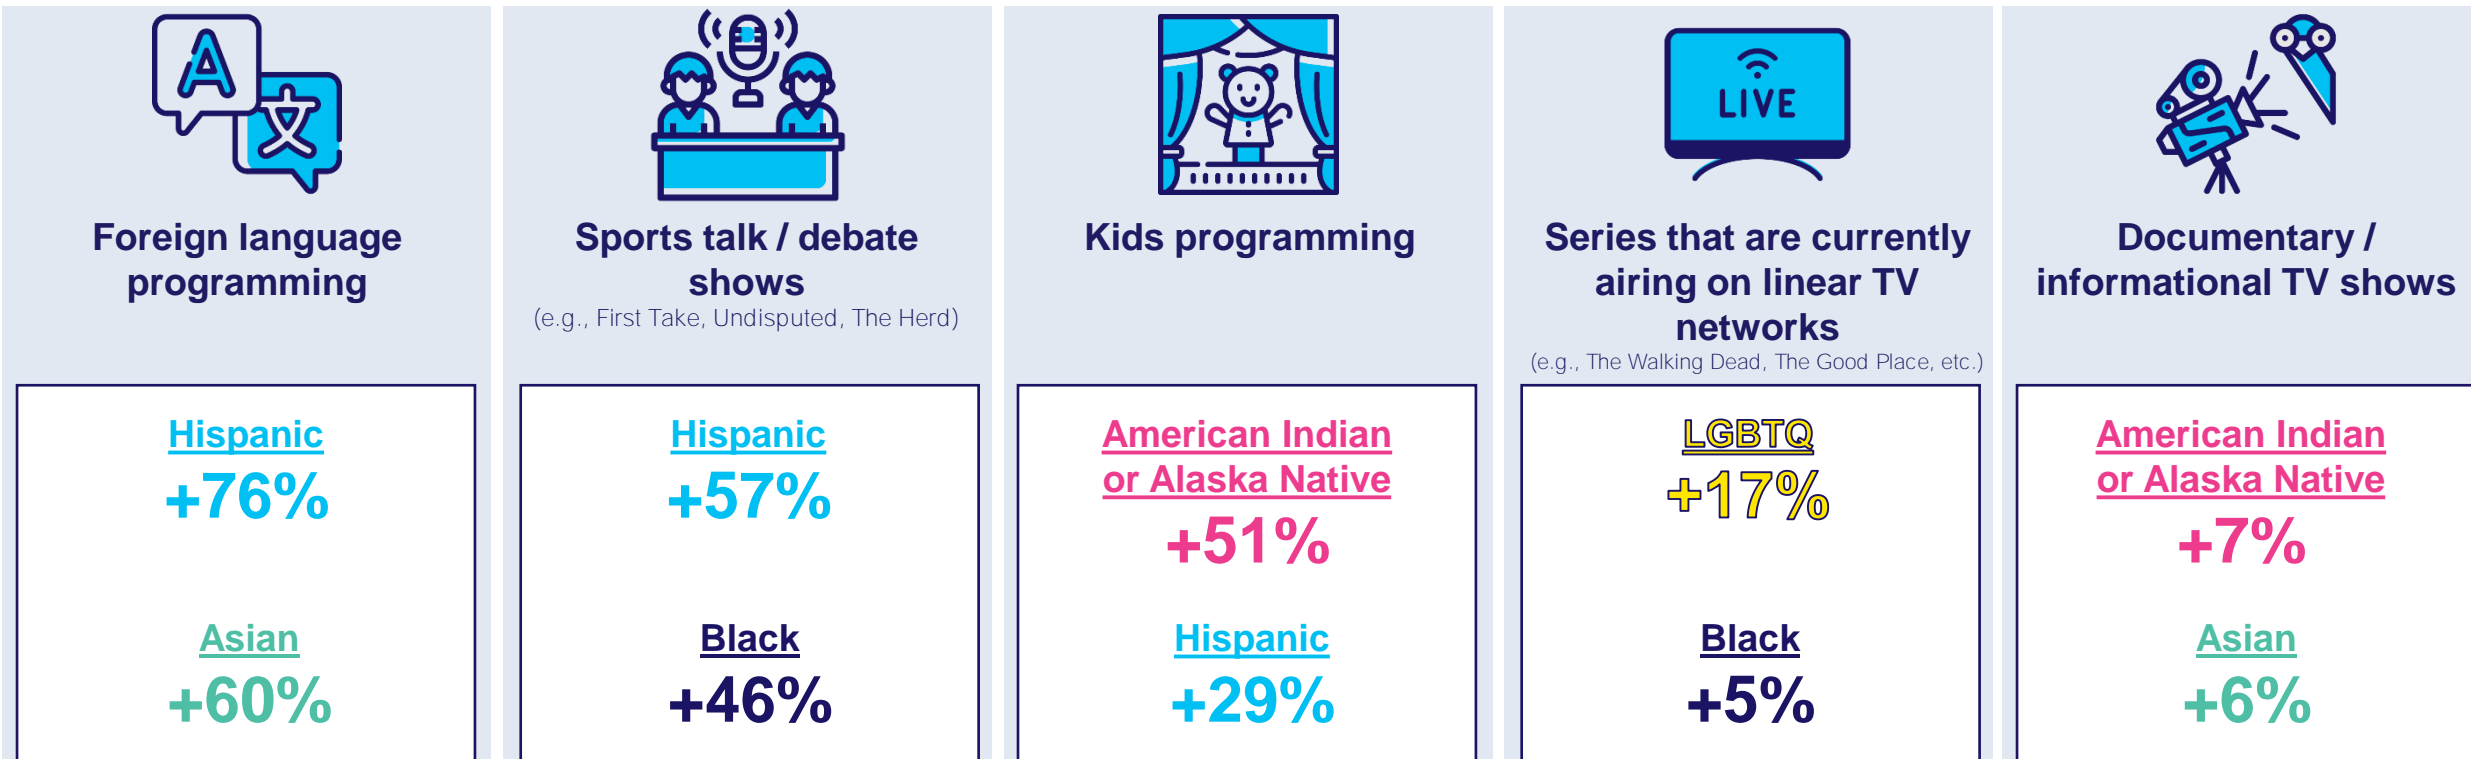 A
文
Foreign language
programming
Hispanic
+76%
Asian
+60%
Sports talk / debate
shows
(e.g., First Take, Undisputed, The Herd)
Hispanic
+57%
Black
+46%
Kids programming
American Indian
or Alaska Native
+51%
Hispanic
+29%
LIVE
Series that are currently
airing on linear TV
networks
(e.g., The Walking Dead, The Good Place, etc.)
LGBTQ
+17%
Black
+5%
Documentary /
informational TV shows
American Indian
or Alaska Native
+7%
Asian
+6%